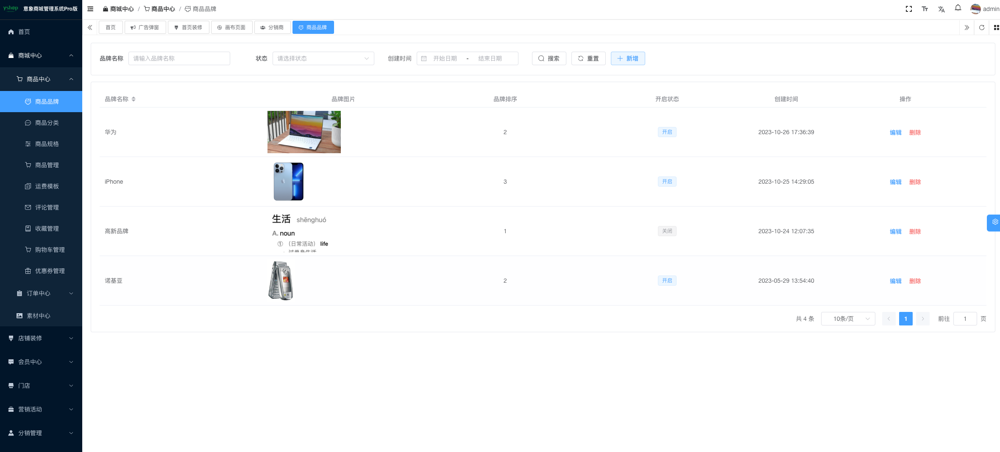 yshop 意象商城管理系统Pro版
商城中心 / 商品中心 / 商品品牌
admin
首页 广告弹窗 首页装修 画布页面 分销商 商品品牌
首页
商城中心
商品中心
商品品牌
商品分类
商品规格
商品管理
运费模板
评论管理
收藏管理
购物车管理
优惠券管理
订单中心
素材中心
店铺装修
会员中心
门店
营销活动
分销管理
品牌名称 请输入品牌名称 状态 请选择状态 创建时间 开始日期 - 结束日期 搜索 重置 新增
品牌名称 品牌图片 品牌排序 开启状态 创建时间 操作
华为 2 开启 2023-10-26 17:36:39 编辑 删除
iPhone 3 开启 2023-10-25 14:29:05 编辑 删除
生活 shēnghuó
A. noun
① （日常活动） life
过单身生活
高新品牌 1 关闭 2023-10-24 12:07:35 编辑 删除
诺基亚 2 开启 2023-05-29 13:54:40 编辑 删除
共 4 条 10条/页 1 前往 1 页